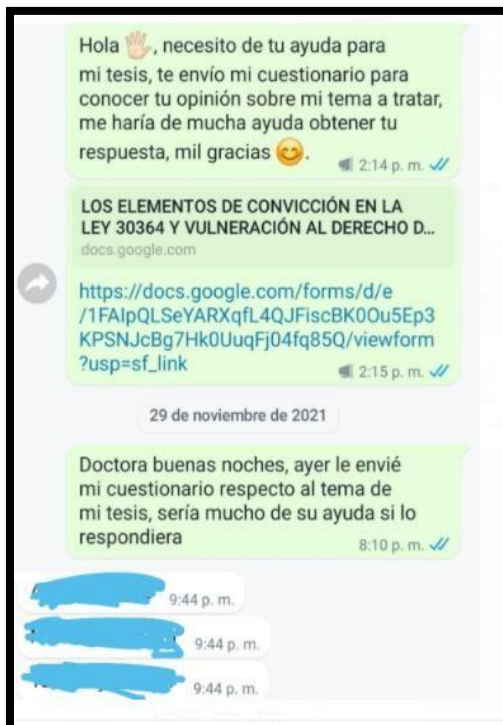 Hola 🖐🏻, necesito de tu ayuda para
mi tesis, te envío mi cuestionario para
conocer tu opinión sobre mi tema a tratar,
me haría de mucha ayuda obtener tu
respuesta, mil gracias 😊.
2:14 p. m.
LOS ELEMENTOS DE CONVICCIÓN EN LA
LEY 30364 Y VULNERACIÓN AL DERECHO D...
docs.google.com
https://docs.google.com/forms/d/e
/1FAIpQLSeYARXqfL4QJFiscBK0Ou5Ep3
KPSNJcBg7Hk0UuqFj04fq85Q/viewform
?usp=sf_link
2:15 p. m.
29 de noviembre de 2021
Doctora buenas noches, ayer le envié
mi cuestionario respecto al tema de
mi tesis, sería mucho de su ayuda si lo
respondiera
8:10 p. m.
9:44 p. m.
9:44 p. m.
9:44 p. m.